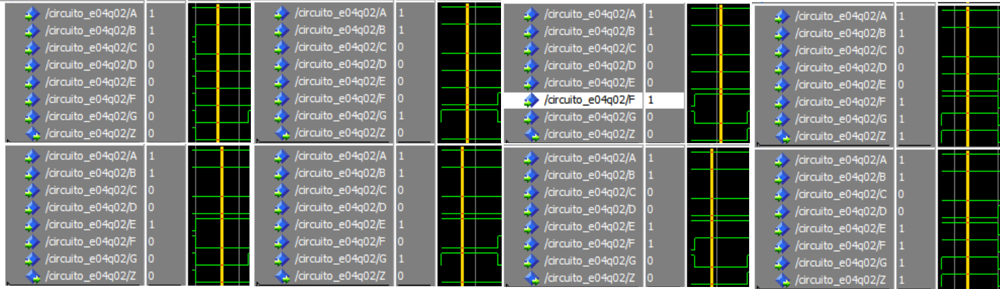 /circuito_e04q02/A 1
/circuito_e04q02/B 1
/circuito_e04q02/C 0
/circuito_e04q02/D 0
/circuito_e04q02/E 0
/circuito_e04q02/F 0
/circuito_e04q02/G 0
/circuito_e04q02/Z 0
/circuito_e04q02/A 1
/circuito_e04q02/B 1
/circuito_e04q02/C 0
/circuito_e04q02/D 0
/circuito_e04q02/E 0
/circuito_e04q02/F 0
/circuito_e04q02/G 1
/circuito_e04q02/Z 0
/circuito_e04q02/A 1
/circuito_e04q02/B 1
/circuito_e04q02/C 0
/circuito_e04q02/D 0
/circuito_e04q02/E 0
/circuito_e04q02/F 1
/circuito_e04q02/G 0
/circuito_e04q02/Z 0
/circuito_e04q02/A 1
/circuito_e04q02/B 1
/circuito_e04q02/C 0
/circuito_e04q02/D 0
/circuito_e04q02/E 0
/circuito_e04q02/F 1
/circuito_e04q02/G 1
/circuito_e04q02/Z 1
/circuito_e04q02/A 1
/circuito_e04q02/B 1
/circuito_e04q02/C 0
/circuito_e04q02/D 0
/circuito_e04q02/E 1
/circuito_e04q02/F 0
/circuito_e04q02/G 0
/circuito_e04q02/Z 0
/circuito_e04q02/A 1
/circuito_e04q02/B 1
/circuito_e04q02/C 0
/circuito_e04q02/D 0
/circuito_e04q02/E 1
/circuito_e04q02/F 0
/circuito_e04q02/G 1
/circuito_e04q02/Z 0
/circuito_e04q02/A 1
/circuito_e04q02/B 1
/circuito_e04q02/C 0
/circuito_e04q02/D 0
/circuito_e04q02/E 1
/circuito_e04q02/F 1
/circuito_e04q02/G 0
/circuito_e04q02/Z 0
/circuito_e04q02/A 1
/circuito_e04q02/B 1
/circuito_e04q02/C 0
/circuito_e04q02/D 0
/circuito_e04q02/E 1
/circuito_e04q02/F 1
/circuito_e04q02/G 1
/circuito_e04q02/Z 1